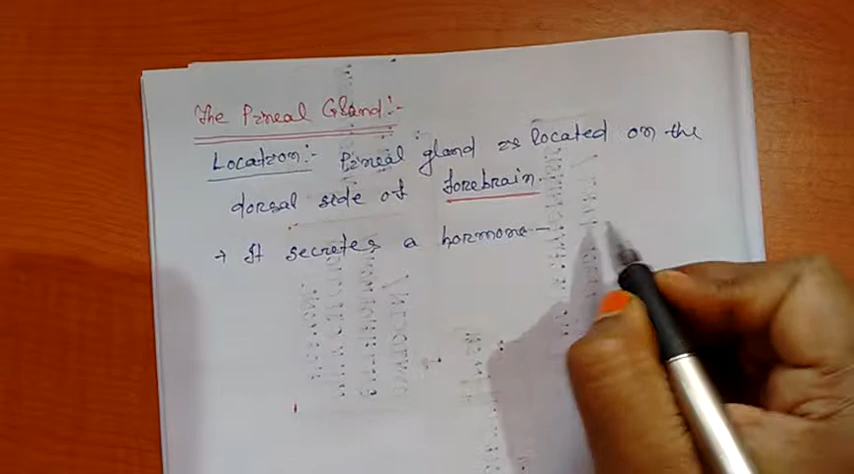 The Pineal Gland:-
Location:- Pineal gland is located on the
dorsal side of forebrain.
→ It secretes a hormone-